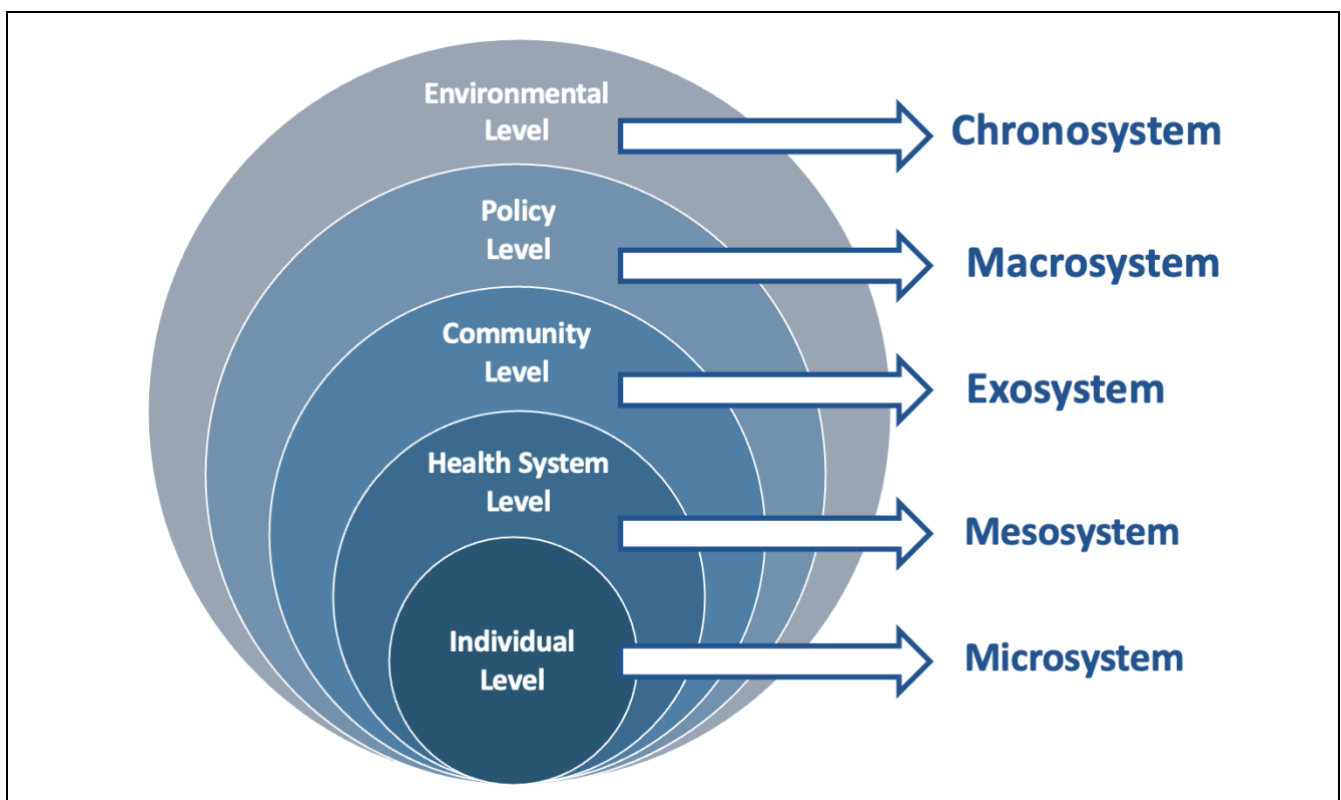 Environmental
Level
Chronosystem
Policy
Level
Macrosystem
Community
Level
Exosystem
Health System
Level
Mesosystem
Individual
Level
Microsystem